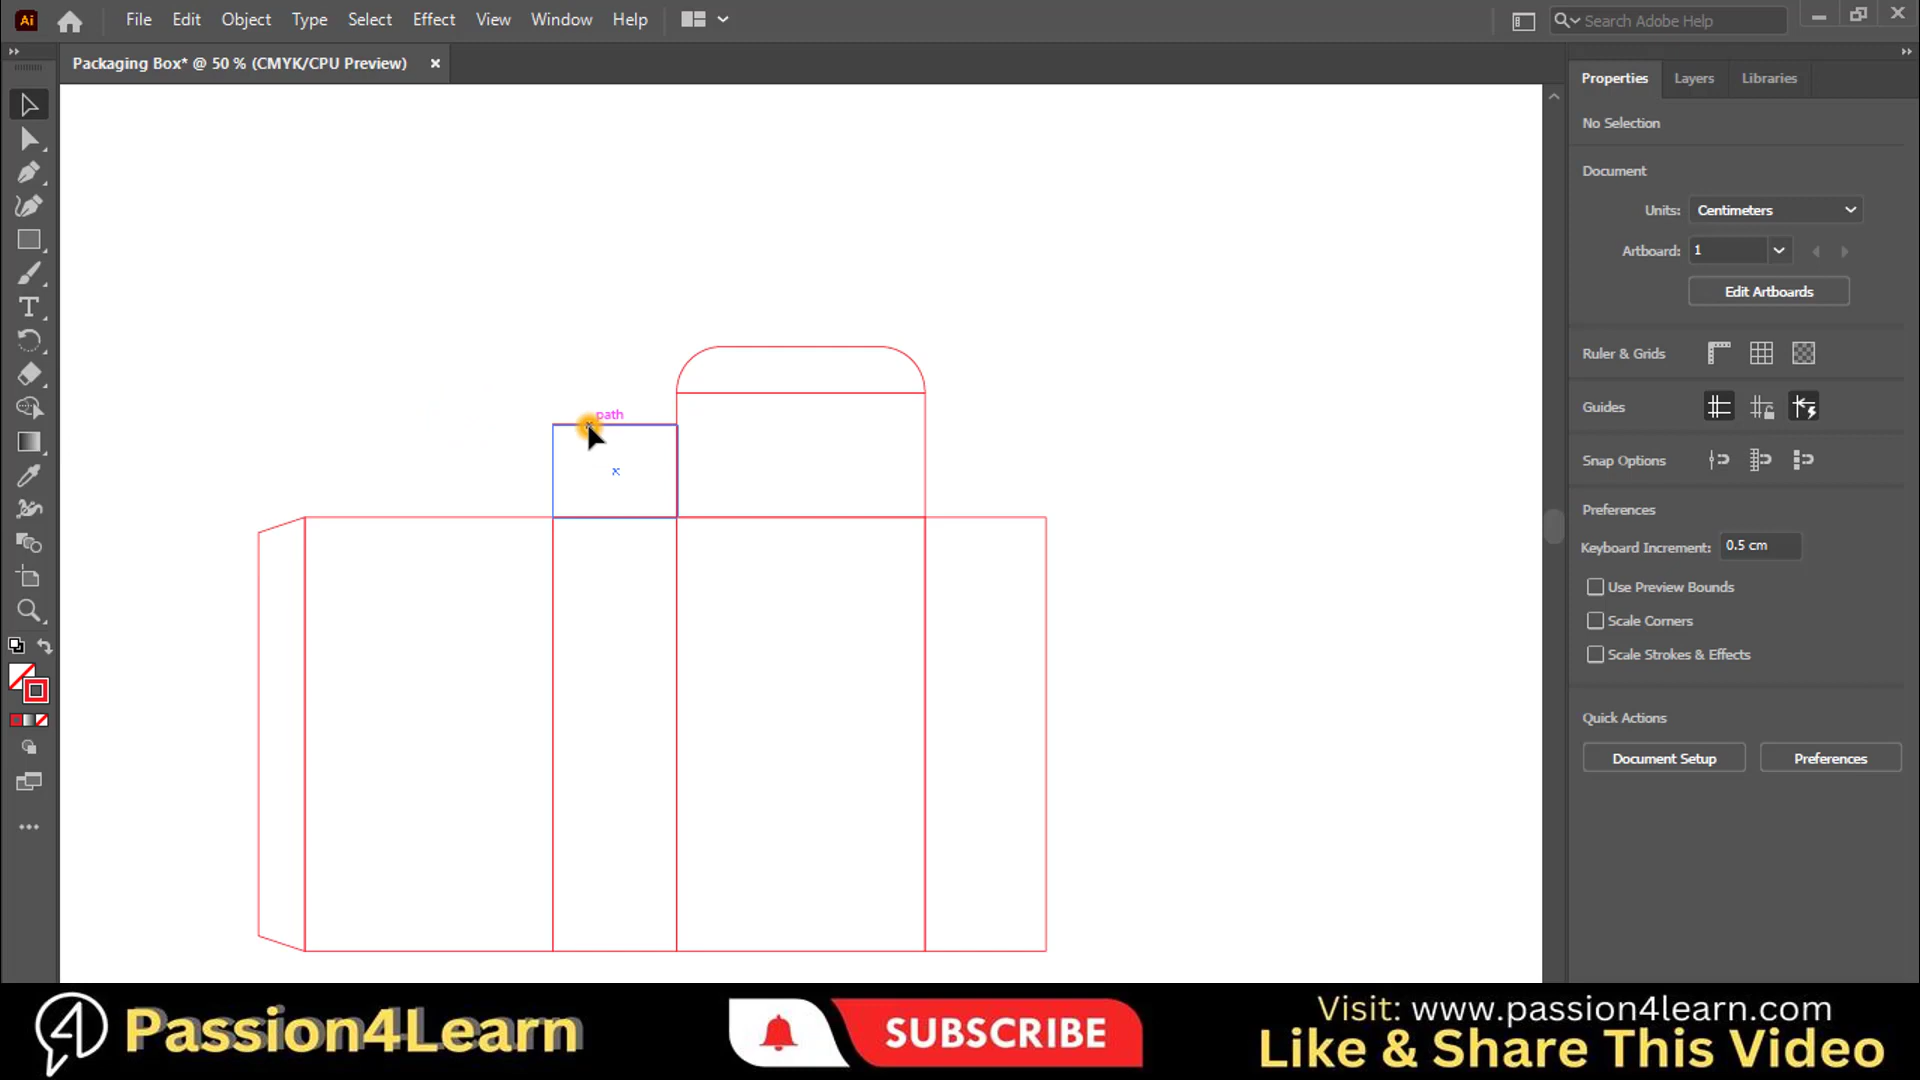 Ai File Edit Object Type Select Effect View Window Help Search Adobe Help
Packaging Box* @ 50 % (CMYK/CPU Preview)
Properties Layers Libraries
No Selection
Document
Units: Centimeters
Artboard: 1
Edit Artboards
Ruler & Grids
Guides
Snap Options
Preferences
Keyboard Increment: 0.5 cm
Use Preview Bounds
Scale Corners
Scale Strokes & Effects
Quick Actions
Document Setup Preferences
path
Passion4Learn
SUBSCRIBE
Visit: www.passion4learn.com
Like & Share This Video